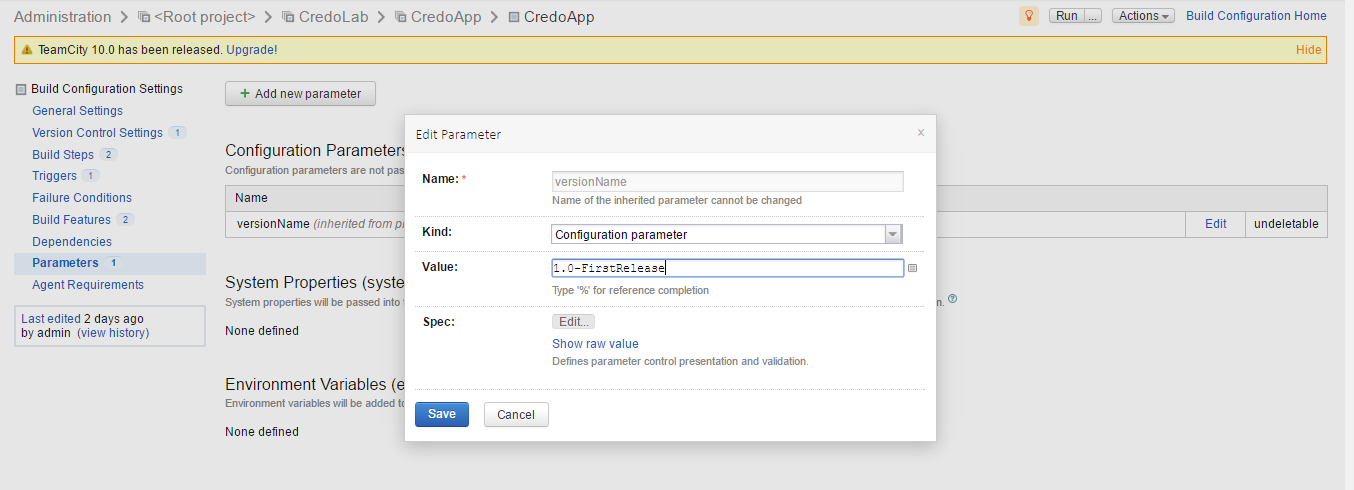 Administration > <Root project> > CredoLab > CredoApp > CredoApp
Run ... Actions Build Configuration Home
TeamCity 10.0 has been released. Upgrade! Hide
Build Configuration Settings
General Settings
Version Control Settings 1
Build Steps 2
Triggers 1
Failure Conditions
Build Features 2
Dependencies
Parameters 1
Agent Requirements
Last edited 2 days ago
by admin (view history)
+ Add new parameter
Configuration Parameters
Configuration parameters are not pas
Name
versionName (inherited from p
Edit undeletable
System Properties (syste
System properties will be passed into
n. ?
None defined
Environment Variables (e
Environment variables will be added to
None defined
Edit Parameter x
Name: * versionName
Name of the inherited parameter cannot be changed
Kind: Configuration parameter
Value: 1.0-FirstRelease
Type '%' for reference completion
Spec: Edit...
Show raw value
Defines parameter control presentation and validation.
Save Cancel